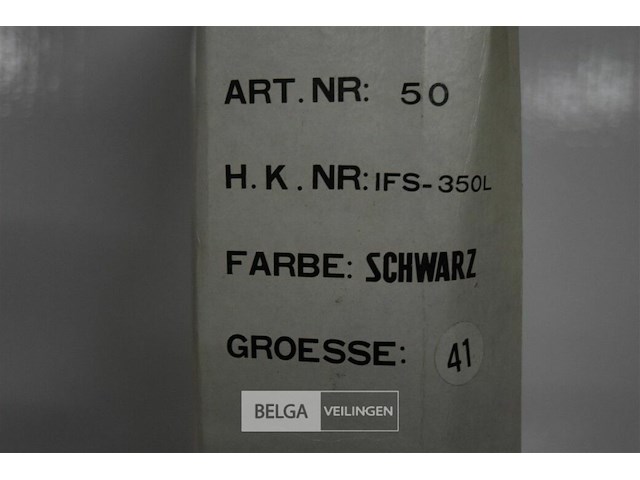 ART.NR: 50
H.K.NR: IFS-350L
FARBE: SCHWARZ
GROESSE: 41
BELGA VEILINGEN